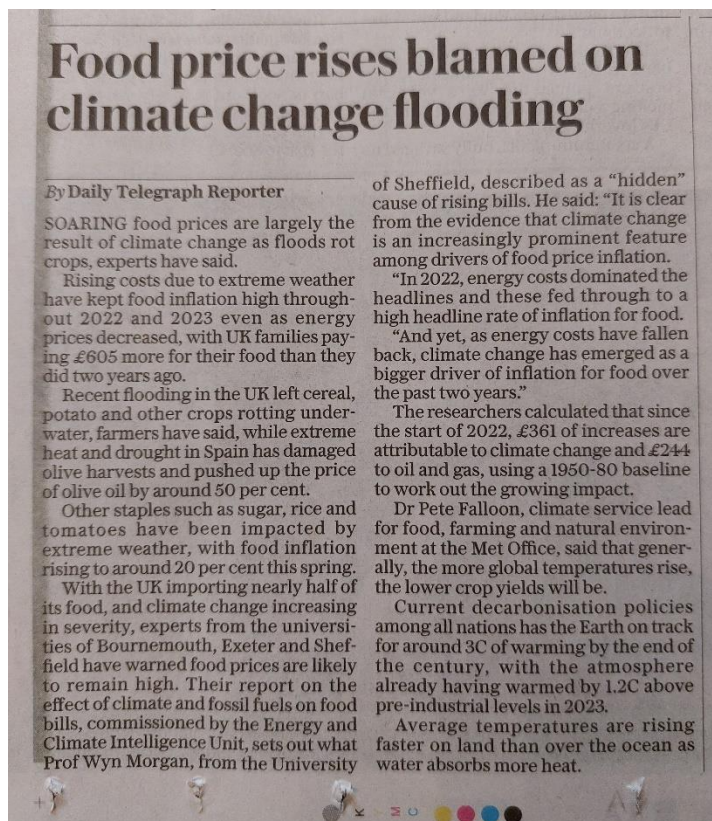 Food price rises blamed on
climate change flooding
By Daily Telegraph Reporter
SOARING food prices are largely the
result of climate change as floods rot
crops, experts have said.
Rising costs due to extreme weather
have kept food inflation high through-
out 2022 and 2023 even as energy
prices decreased, with UK families pay-
ing £605 more for their food than they
did two years ago.
Recent flooding in the UK left cereal,
potato and other crops rotting under-
water, farmers have said, while extreme
heat and drought in Spain has damaged
olive harvests and pushed up the price
of olive oil by around 50 per cent.
Other staples such as sugar, rice and
tomatoes have been impacted by
extreme weather, with food inflation
rising to around 20 per cent this spring.
With the UK importing nearly half of
its food, and climate change increasing
in severity, experts from the universi-
ties of Bournemouth, Exeter and Shef-
field have warned food prices are likely
to remain high. Their report on the
effect of climate and fossil fuels on food
bills, commissioned by the Energy and
Climate Intelligence Unit, sets out what
Prof Wyn Morgan, from the University
of Sheffield, described as a “hidden”
cause of rising bills. He said: “It is clear
from the evidence that climate change
is an increasingly prominent feature
among drivers of food price inflation.
“In 2022, energy costs dominated the
headlines and these fed through to a
high headline rate of inflation for food.
“And yet, as energy costs have fallen
back, climate change has emerged as a
bigger driver of inflation for food over
the past two years.”
The researchers calculated that since
the start of 2022, £361 of increases are
attributable to climate change and £244
to oil and gas, using a 1950-80 baseline
to work out the growing impact.
Dr Pete Falloon, climate service lead
for food, farming and natural environ-
ment at the Met Office, said that gener-
ally, the more global temperatures rise,
the lower crop yields will be.
Current decarbonisation policies
among all nations has the Earth on track
for around 3C of warming by the end of
the century, with the atmosphere
already having warmed by 1.2C above
pre-industrial levels in 2023.
Average temperatures are rising
faster on land than over the ocean as
water absorbs more heat.
K Y M C